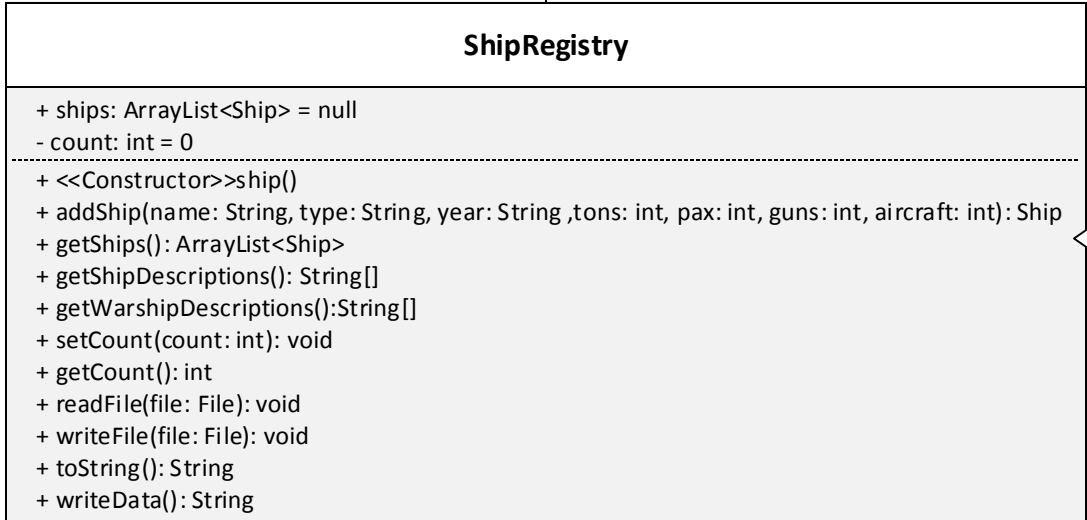 ShipRegistry
+ ships: ArrayList<Ship> = null
- count: int = 0
+ <<Constructor>>ship()
+ addShip(name: String, type: String, year: String ,tons: int, pax: int, guns: int, aircraft: int): Ship
+ getShips(): ArrayList<Ship>
+ getShipDescriptions(): String[]
+ getWarshipDescriptions():String[]
+ setCount(count: int): void
+ getCount(): int
+ readFile(file: File): void
+ writeFile(file: File): void
+ toString(): String
+ writeData(): String